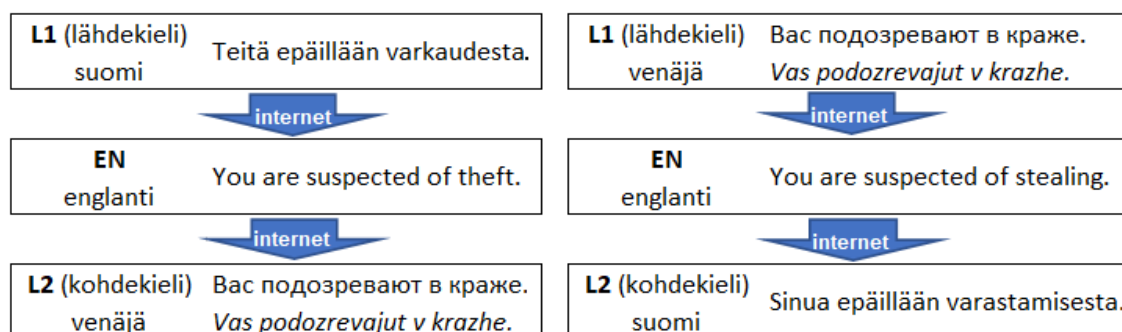 L1 (lähdekieli)
suomi
Teitä epäillään varkaudesta.
internet
EN
englanti
You are suspected of theft.
internet
L2 (kohdekieli)
venäjä
Вас подозревают в краже.
Vas podozrevajut v krazhe.
L1 (lähdekieli)
venäjä
Вас подозревают в краже.
Vas podozrevajut v krazhe.
internet
EN
englanti
You are suspected of stealing.
internet
L2 (kohdekieli)
suomi
Sinua epäillään varastamisesta.